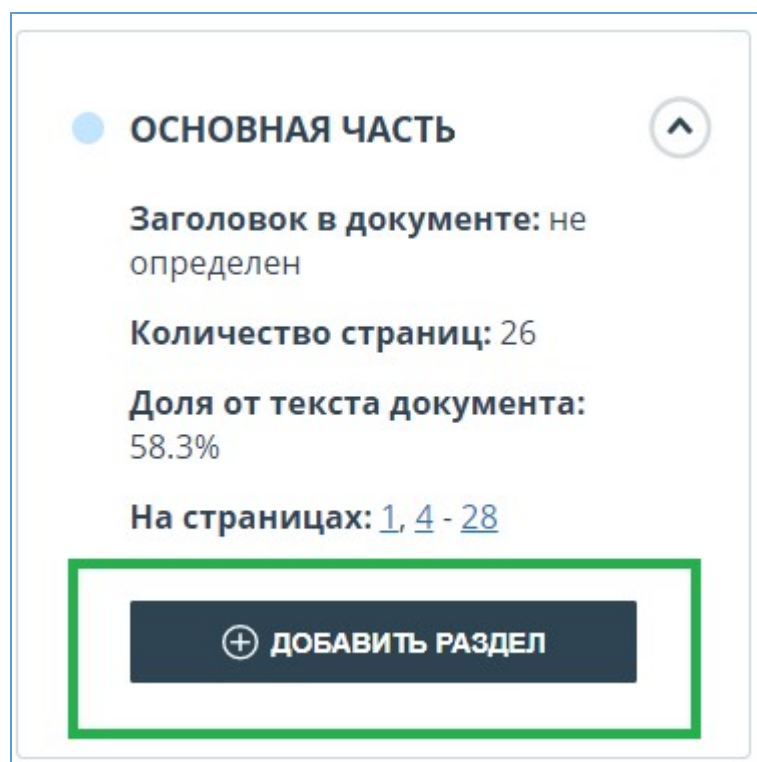 ОСНОВНАЯ ЧАСТЬ
Заголовок в документе: не
определен
Количество страниц: 26
Доля от текста документа:
58.3%
На страницах: 1, 4 - 28
ДОБАВИТЬ РАЗДЕЛ